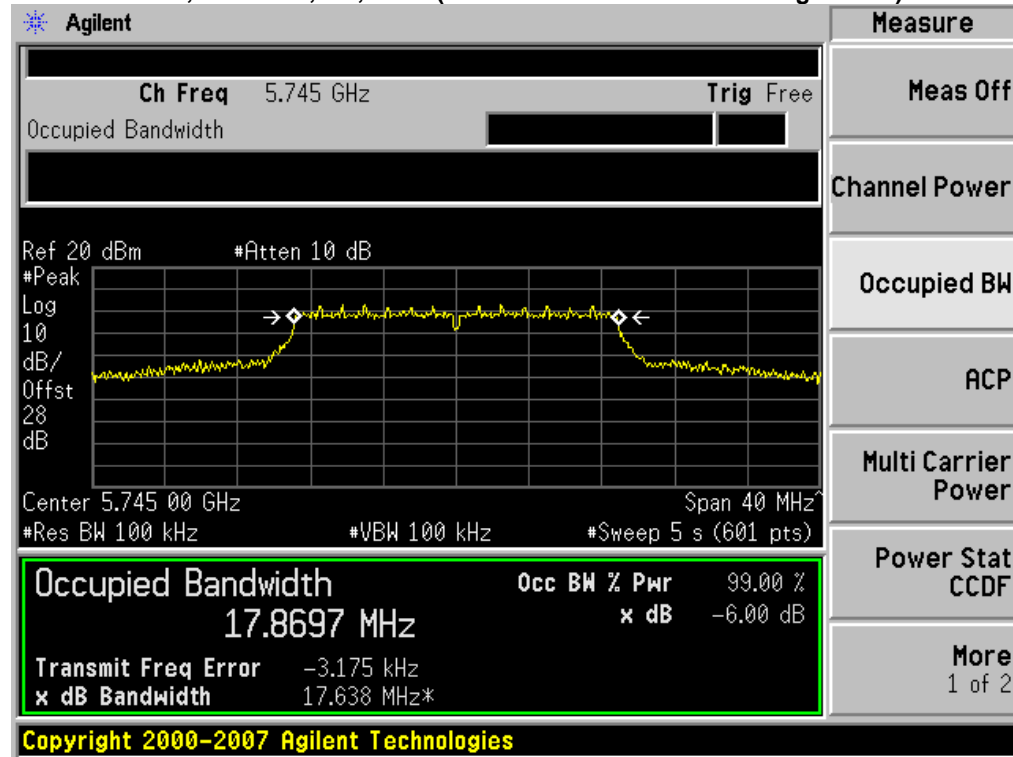 Agilent
Measure
Ch Freq 5.745 GHz Trig Free
Occupied Bandwidth
Meas Off
Channel Power
Occupied BW
ACP
Multi Carrier
Power
Power Stat
CCDF
More
1 of 2
Ref 20 dBm #Atten 10 dB
#Peak
Log
10
dB/
Offst
28
dB
Center 5.745 00 GHz Span 40 MHz^
#Res BW 100 kHz #VBW 100 kHz #Sweep 5 s (601 pts)
Occupied Bandwidth Occ BW % Pwr 99.00 %
17.8697 MHz x dB -6.00 dB
Transmit Freq Error -3.175 kHz
x dB Bandwidth 17.638 MHz*
Copyright 2000-2007 Agilent Technologies